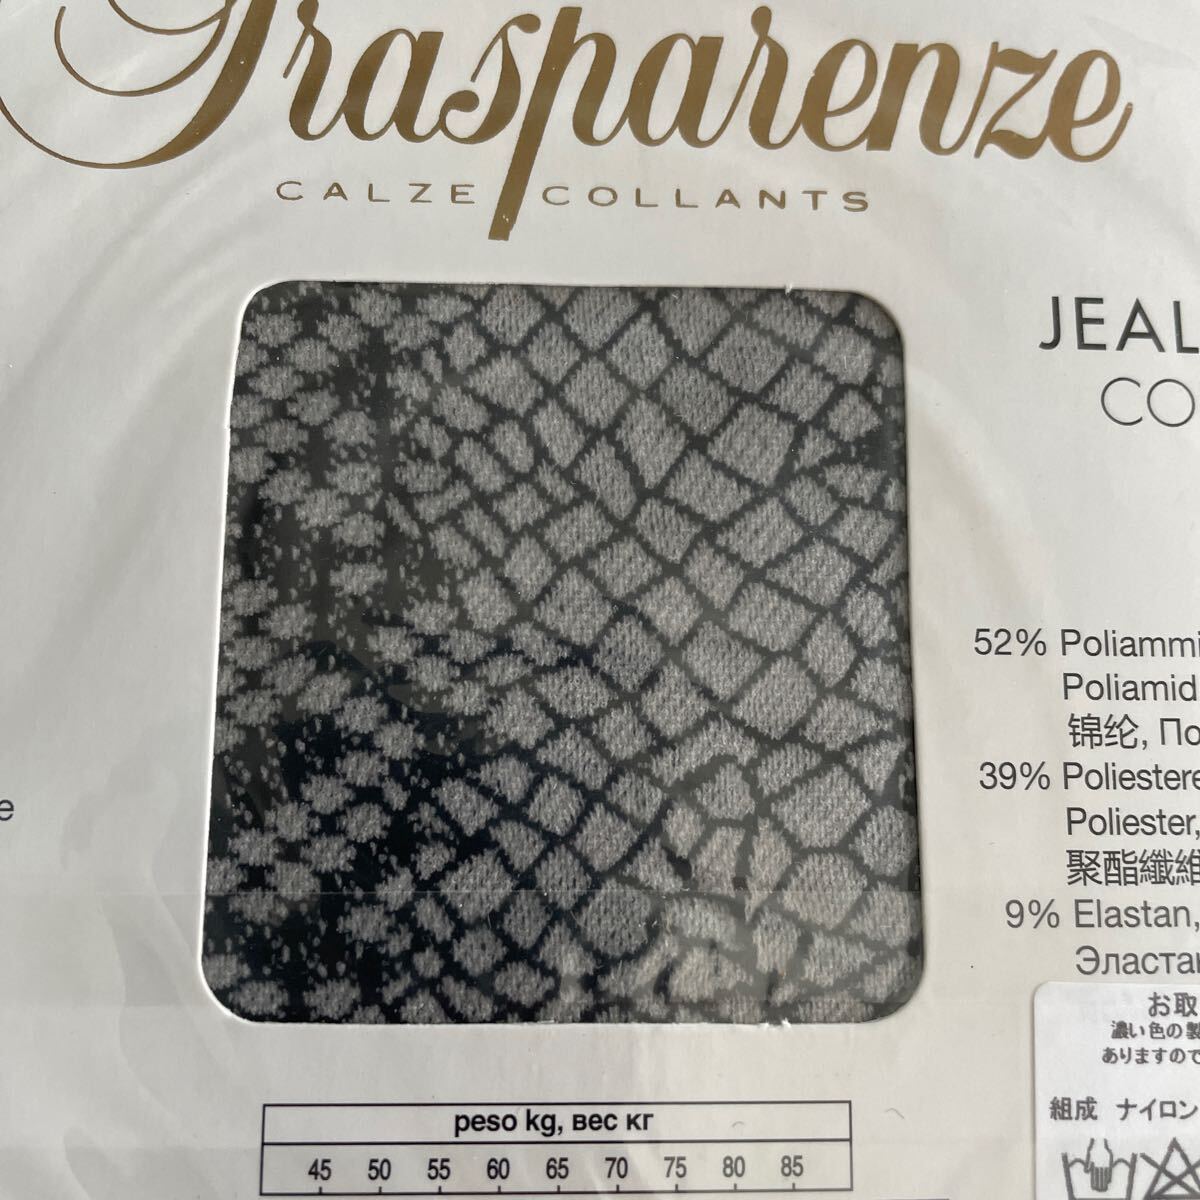 Trasparenze
CALZE COLLANTS
JEAL
CO
52% Poliammi
Poliamid
锦纶, По
39% Poliestere
Poliester,
聚酯纖維
9% Elastan,
Эластан
e
お取
濃い色の製
ありますので
組成 ナイロン
peso kg, вес кг
45 50 55 60 65 70 75 80 85